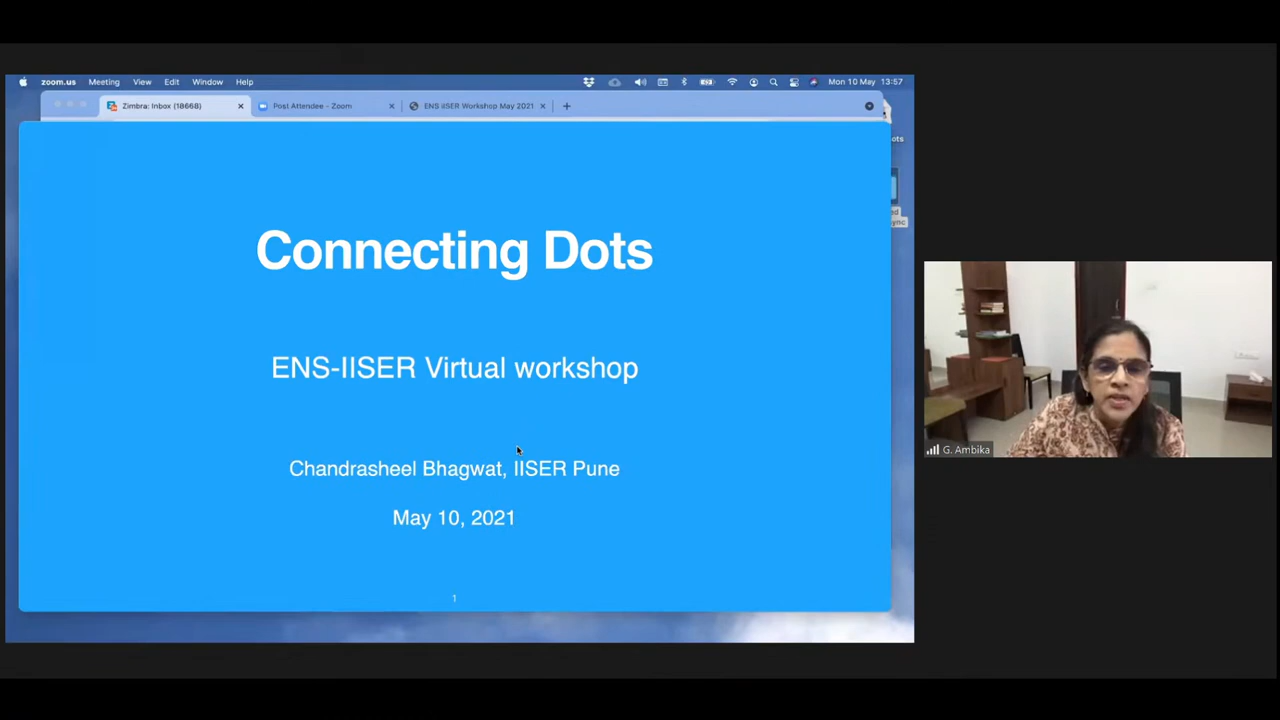 zoom.us Meeting View Edit Window Help Mon 10 May 13:57
Zimbra: Inbox (18668) Post Attendee - Zoom ENS IISER Workshop May 2021
ots
Connecting Dots
ENS-IISER Virtual workshop
Chandrasheel Bhagwat, IISER Pune
May 10, 2021
1
G. Ambika